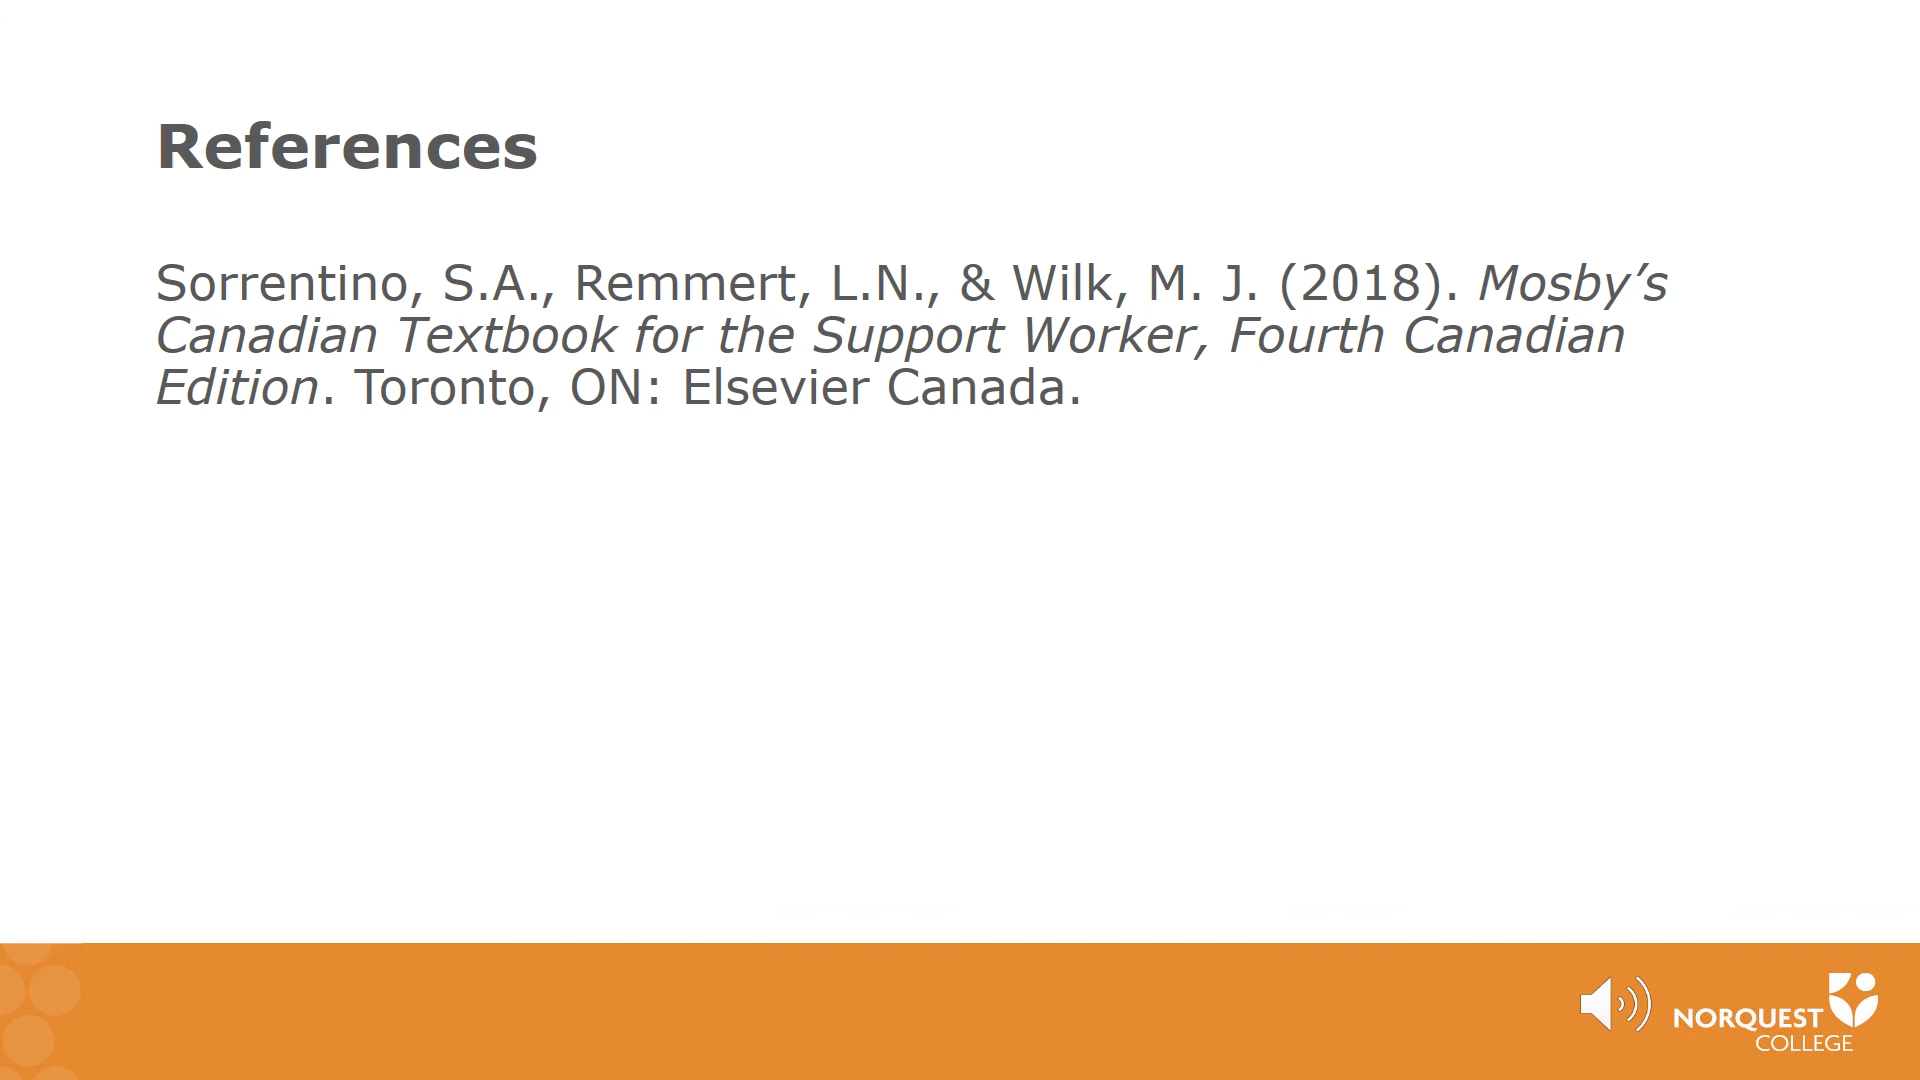 References
Sorrentino, S.A., Remmert, L.N., & Wilk, M. J. (2018). Mosby’s
Canadian Textbook for the Support Worker, Fourth Canadian
Edition. Toronto, ON: Elsevier Canada.
NORQUEST
COLLEGE